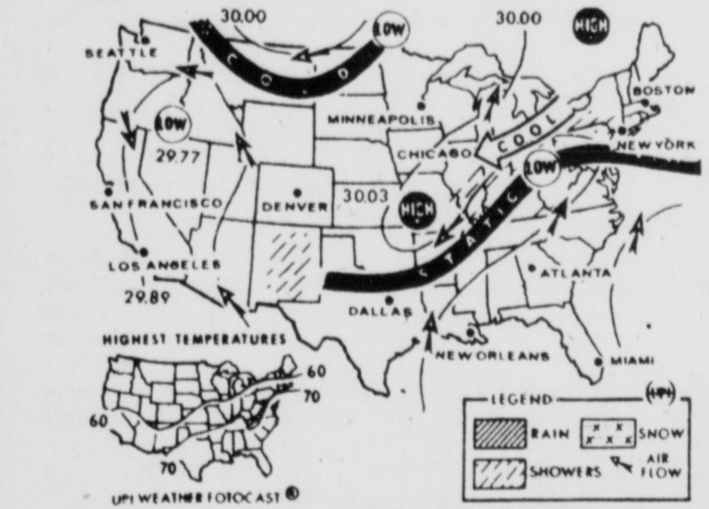 30.00
30.00
LOW
HIGH
COLD
SEATTLE
BOSTON
MINNEAPOLIS
COOL
LOW
CHICAGO
NEW YORK
29.77
LOW
30.03
HIGH
SAN FRANCISCO
DENVER
STATIC
LOS ANGELES
ATLANTA
29.89
DALLAS
HIGHEST TEMPERATURES
NEW ORLEANS
MIAMI
60
70
60
70
LEGEND
(UPI)
RAIN
SNOW
SHOWERS
AIR
FLOW
UPI WEATHER FOTOCAST ®